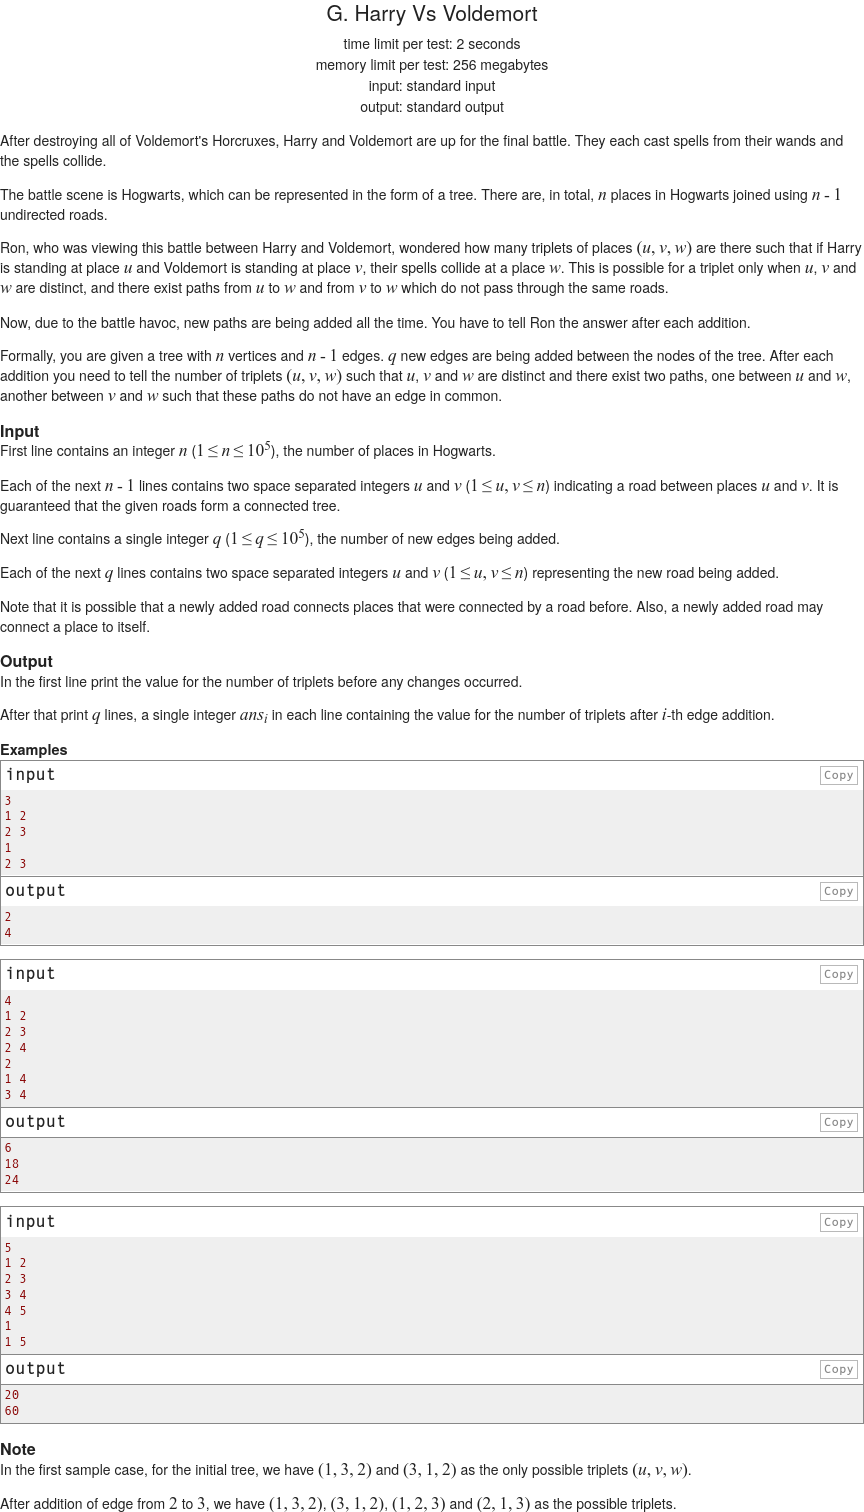 G. Harry Vs Voldemort
time limit per test: 2 seconds
memory limit per test: 256 megabytes
input: standard input
output: standard output
After destroying all of Voldemort's Horcruxes, Harry and Voldemort are up for the final battle. They each cast spells from their wands and
the spells collide.
The battle scene is Hogwarts, which can be represented in the form of a tree. There are, in total, n places in Hogwarts joined using n - 1
undirected roads.
Ron, who was viewing this battle between Harry and Voldemort, wondered how many triplets of places (u, v, w) are there such that if Harry
is standing at place u and Voldemort is standing at place v, their spells collide at a place w. This is possible for a triplet only when u, v and
w are distinct, and there exist paths from u to w and from v to w which do not pass through the same roads.
Now, due to the battle havoc, new paths are being added all the time. You have to tell Ron the answer after each addition.
Formally, you are given a tree with n vertices and n - 1 edges. q new edges are being added between the nodes of the tree. After each
addition you need to tell the number of triplets (u, v, w) such that u, v and w are distinct and there exist two paths, one between u and w,
another between v and w such that these paths do not have an edge in common.
Input
First line contains an integer n (1 ≤ n ≤ 10^5), the number of places in Hogwarts.
Each of the next n - 1 lines contains two space separated integers u and v (1 ≤ u, v ≤ n) indicating a road between places u and v. It is
guaranteed that the given roads form a connected tree.
Next line contains a single integer q (1 ≤ q ≤ 10^5), the number of new edges being added.
Each of the next q lines contains two space separated integers u and v (1 ≤ u, v ≤ n) representing the new road being added.
Note that it is possible that a newly added road connects places that were connected by a road before. Also, a newly added road may
connect a place to itself.
Output
In the first line print the value for the number of triplets before any changes occurred.
After that print q lines, a single integer ans_i in each line containing the value for the number of triplets after i-th edge addition.
Examples
input Copy
3
1 2
2 3
1
2 3
output Copy
2
4
input Copy
4
1 2
2 3
2 4
2
1 4
3 4
output Copy
6
18
24
input Copy
5
1 2
2 3
3 4
4 5
1
1 5
output Copy
20
60
Note
In the first sample case, for the initial tree, we have (1, 3, 2) and (3, 1, 2) as the only possible triplets (u, v, w).
After addition of edge from 2 to 3, we have (1, 3, 2), (3, 1, 2), (1, 2, 3) and (2, 1, 3) as the possible triplets.